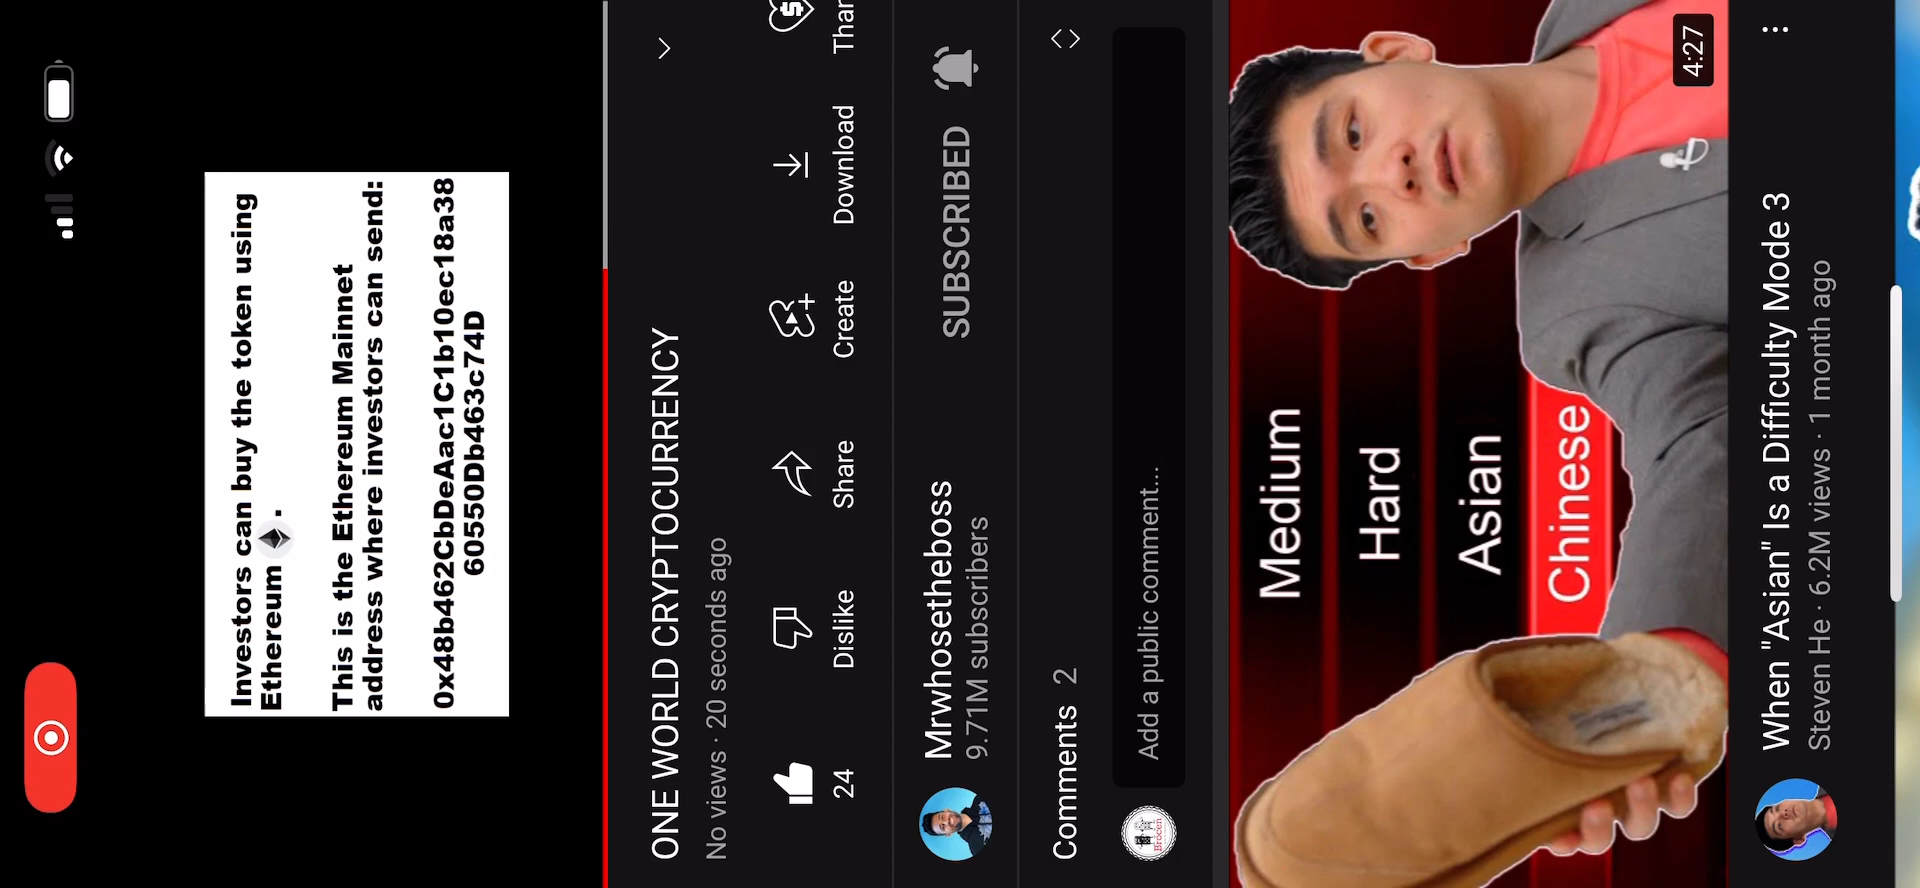 Investors can buy the token using
Ethereum .
This is the Ethereum Mainnet
address where investors can send:
0x48b462CbDeAac1C1b10ec18a38
60550Db463c74D
ONE WORLD CRYPTOCURRENCY
No views · 20 seconds ago
24
Dislike
Share
Create
Download
Than
Mrwhosetheboss
9.71M subscribers
SUBSCRIBED
Comments 2
Add a public comment...
Medium
Hard
Asian
Chinese
4:27
When "Asian" Is a Difficulty Mode 3
Steven He · 6.2M views · 1 month ago